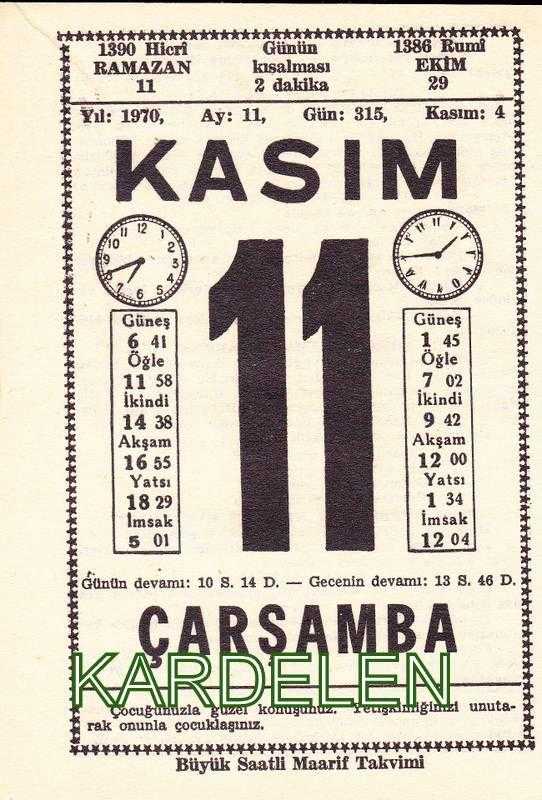 1390 Hicrî Günün 1386 Rumî
RAMAZAN kısalması EKİM
11 2 dakika 29
Yıl: 1970, Ay: 11, Gün: 315, Kasım: 4
KASIM
11
Güneş
6 41
Öğle
11 58
İkindi
14 38
Akşam
16 55
Yatsı
18 29
İmsak
5 01
Güneş
1 45
Öğle
7 02
İkindi
9 42
Akşam
12 00
Yatsı
1 34
İmsak
12 04
Günün devamı: 10 S. 14 D. — Gecenin devamı: 13 S. 46 D.
ÇARŞAMBA
KARDELEN
Çocuğunuzla güzel konuşunuz. Yetişkinliğinizi unuta-
rak onunla çocuklaşınız.
Büyük Saatli Maarif Takvimi